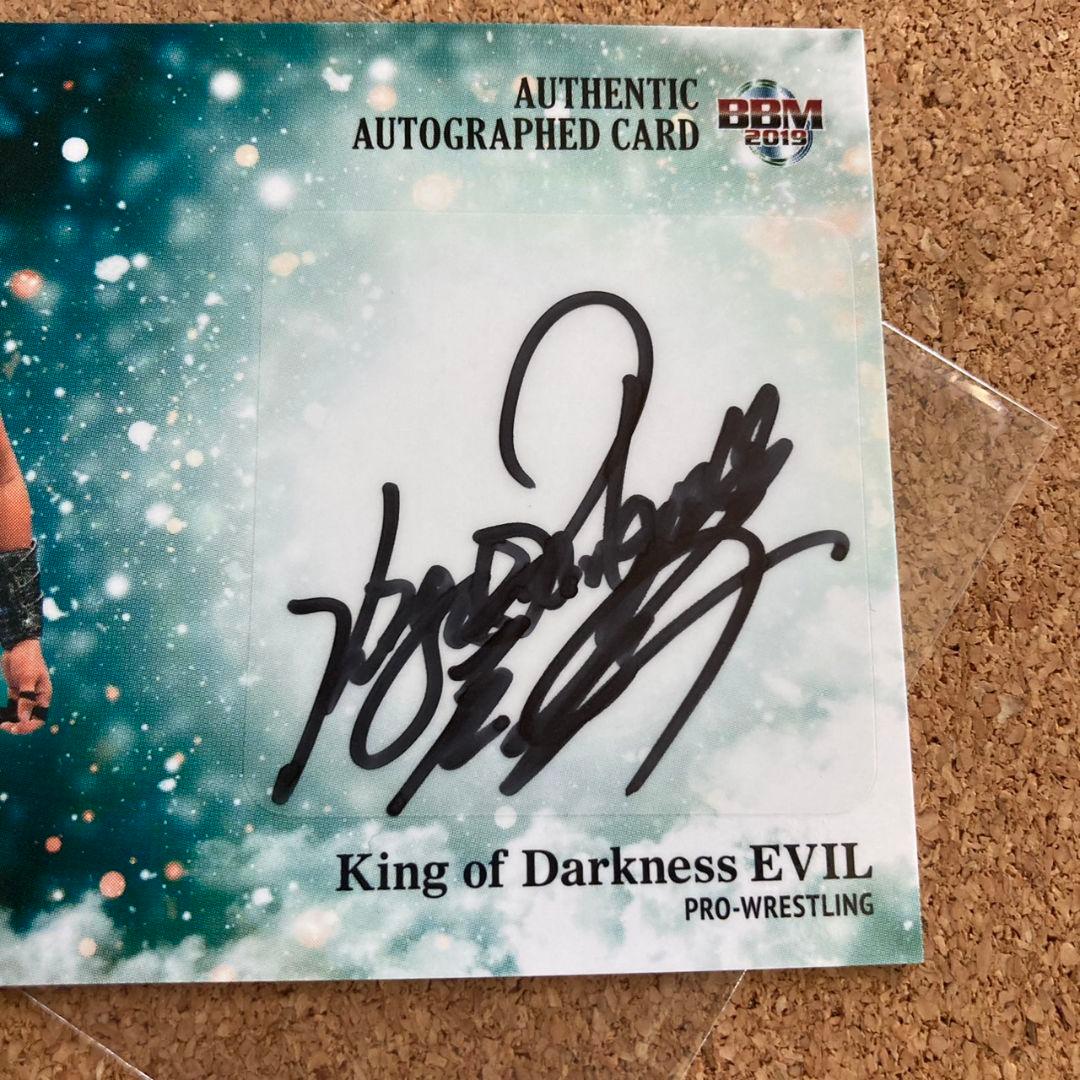 AUTHENTIC
AUTOGRAPHED CARD
BBM
2019
King of Darkness EVIL
PRO-WRESTLING